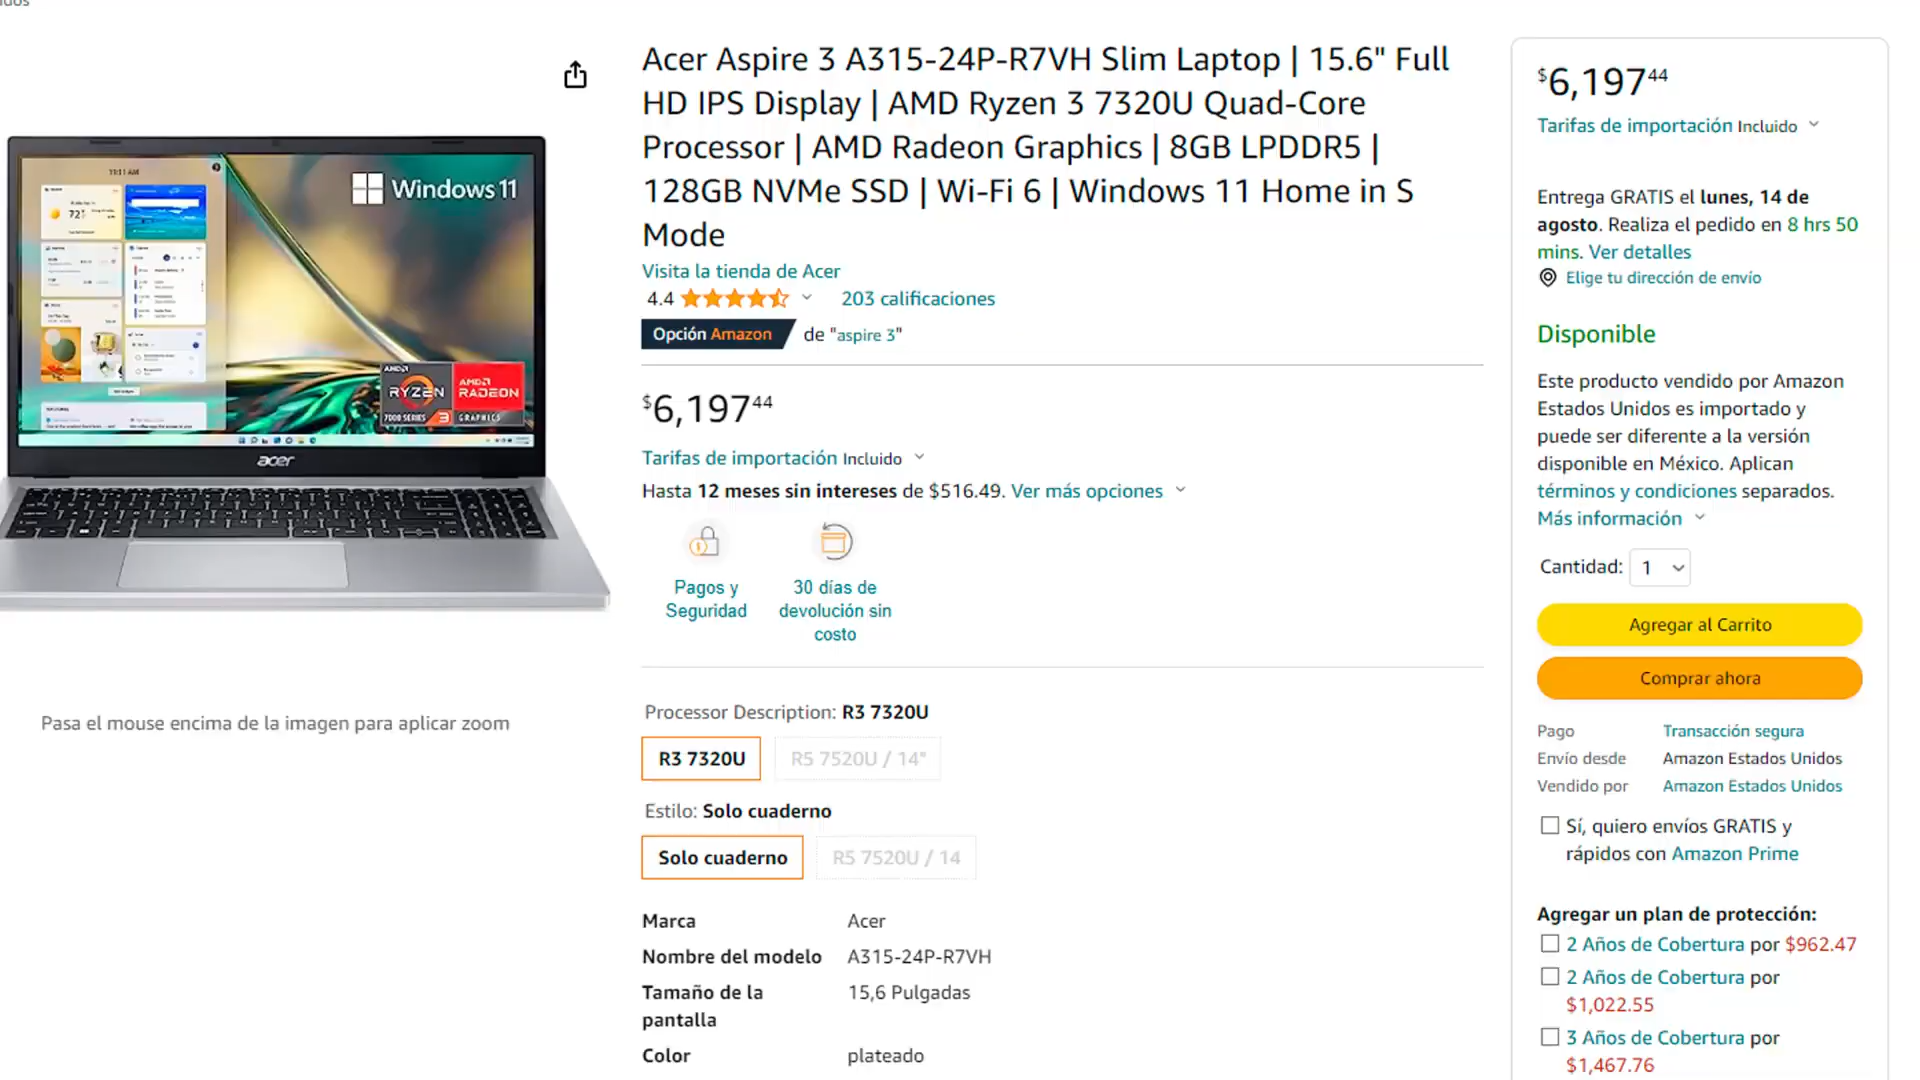 Acer Aspire 3 A315-24P-R7VH Slim Laptop | 15.6" Full
HD IPS Display | AMD Ryzen 3 7320U Quad-Core
Processor | AMD Radeon Graphics | 8GB LPDDR5 |
128GB NVMe SSD | Wi-Fi 6 | Windows 11 Home in S
Mode
Visita la tienda de Acer
4.4
203 calificaciones
Opción Amazon de "aspire 3"
$6,197 44
Tarifas de importación Incluido
Hasta 12 meses sin intereses de $516.49. Ver más opciones
Pagos y
Seguridad
30 días de
devolución sin
costo
Processor Description: R3 7320U
R3 7320U
R5 7520U / 14"
Estilo: Solo cuaderno
Solo cuaderno
R5 7520U / 14
Marca Acer
Nombre del modelo A315-24P-R7VH
Tamaño de la 15,6 Pulgadas
pantalla
Color plateado
11:11 AM
72°
Windows 11
AMD
RYZEN
7000 SERIES 3
AMD
RADEON
GRAPHICS
acer
Pasa el mouse encima de la imagen para aplicar zoom
$6,197 44
Tarifas de importación Incluido
Entrega GRATIS el lunes, 14 de
agosto. Realiza el pedido en 8 hrs 50
mins. Ver detalles
Elige tu dirección de envío
Disponible
Este producto vendido por Amazon
Estados Unidos es importado y
puede ser diferente a la versión
disponible en México. Aplican
términos y condiciones separados.
Más información
Cantidad: 1
Agregar al Carrito
Comprar ahora
Pago Transacción segura
Envío desde Amazon Estados Unidos
Vendido por Amazon Estados Unidos
Sí, quiero envíos GRATIS y
rápidos con Amazon Prime
Agregar un plan de protección:
2 Años de Cobertura por $962.47
2 Años de Cobertura por
$1,022.55
3 Años de Cobertura por
$1,467.76